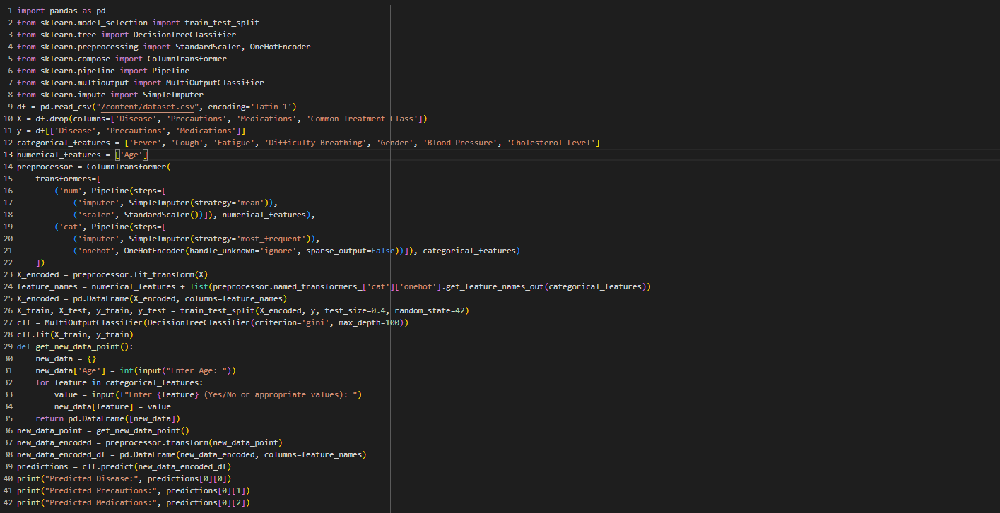 1 import pandas as pd
2 from sklearn.model_selection import train_test_split
3 from sklearn.tree import DecisionTreeClassifier
4 from sklearn.preprocessing import StandardScaler, OneHotEncoder
5 from sklearn.compose import ColumnTransformer
6 from sklearn.pipeline import Pipeline
7 from sklearn.multioutput import MultiOutputClassifier
8 from sklearn.impute import SimpleImputer
9 df = pd.read_csv("/content/dataset.csv", encoding='latin-1')
10 X = df.drop(columns=['Disease', 'Precautions', 'Medications', 'Common Treatment Class'])
11 y = df[['Disease', 'Precautions', 'Medications']]
12 categorical_features = ['Fever', 'Cough', 'Fatigue', 'Difficulty Breathing', 'Gender', 'Blood Pressure', 'Cholesterol Level']
13 numerical_features = ['Age']
14 preprocessor = ColumnTransformer(
15     transformers=[
16         ('num', Pipeline(steps=[
17             ('imputer', SimpleImputer(strategy='mean')),
18             ('scaler', StandardScaler())]), numerical_features),
19         ('cat', Pipeline(steps=[
20             ('imputer', SimpleImputer(strategy='most_frequent')),
21             ('onehot', OneHotEncoder(handle_unknown='ignore', sparse_output=False))]), categorical_features)
22     ])
23 X_encoded = preprocessor.fit_transform(X)
24 feature_names = numerical_features + list(preprocessor.named_transformers_['cat']['onehot'].get_feature_names_out(categorical_features))
25 X_encoded = pd.DataFrame(X_encoded, columns=feature_names)
26 X_train, X_test, y_train, y_test = train_test_split(X_encoded, y, test_size=0.4, random_state=42)
27 clf = MultiOutputClassifier(DecisionTreeClassifier(criterion='gini', max_depth=100))
28 clf.fit(X_train, y_train)
29 def get_new_data_point():
30     new_data = {}
31     new_data['Age'] = int(input("Enter Age: "))
32     for feature in categorical_features:
33         value = input(f"Enter {feature} (Yes/No or appropriate values): ")
34         new_data[feature] = value
35     return pd.DataFrame([new_data])
36 new_data_point = get_new_data_point()
37 new_data_encoded = preprocessor.transform(new_data_point)
38 new_data_encoded_df = pd.DataFrame(new_data_encoded, columns=feature_names)
39 predictions = clf.predict(new_data_encoded_df)
40 print("Predicted Disease:", predictions[0][0])
41 print("Predicted Precautions:", predictions[0][1])
42 print("Predicted Medications:", predictions[0][2])